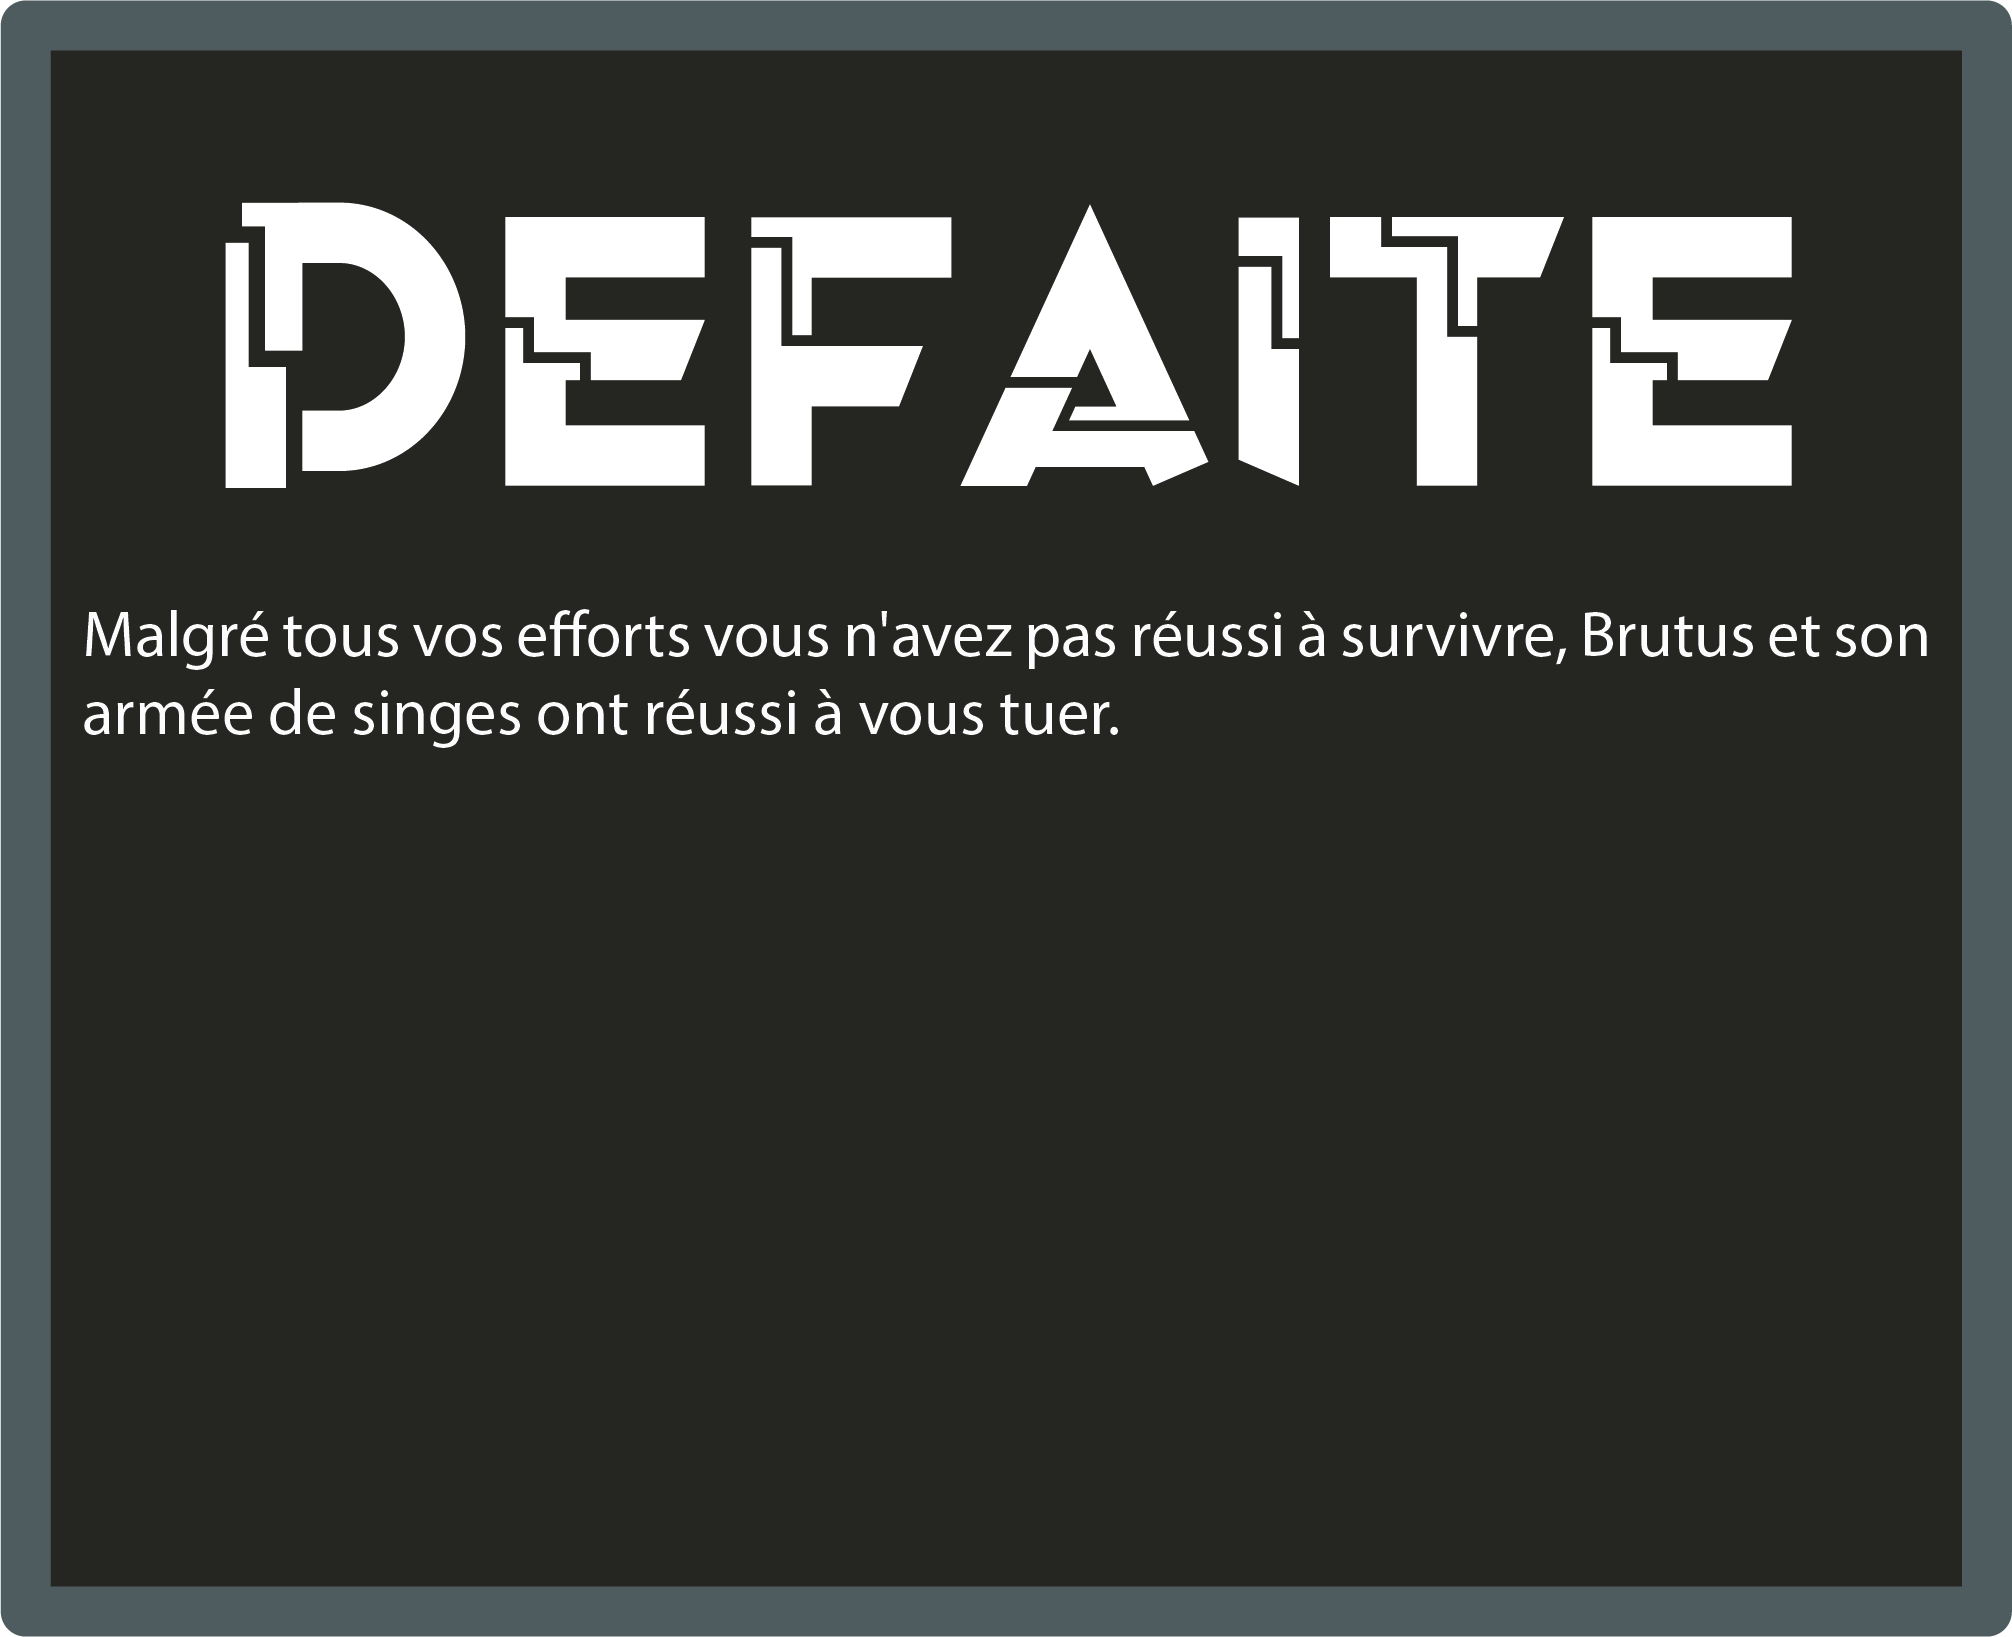 DEFAITE
Malgré tous vos efforts vous n'avez pas réussi à survivre, Brutus et son
armée de singes ont réussi à vous tuer.